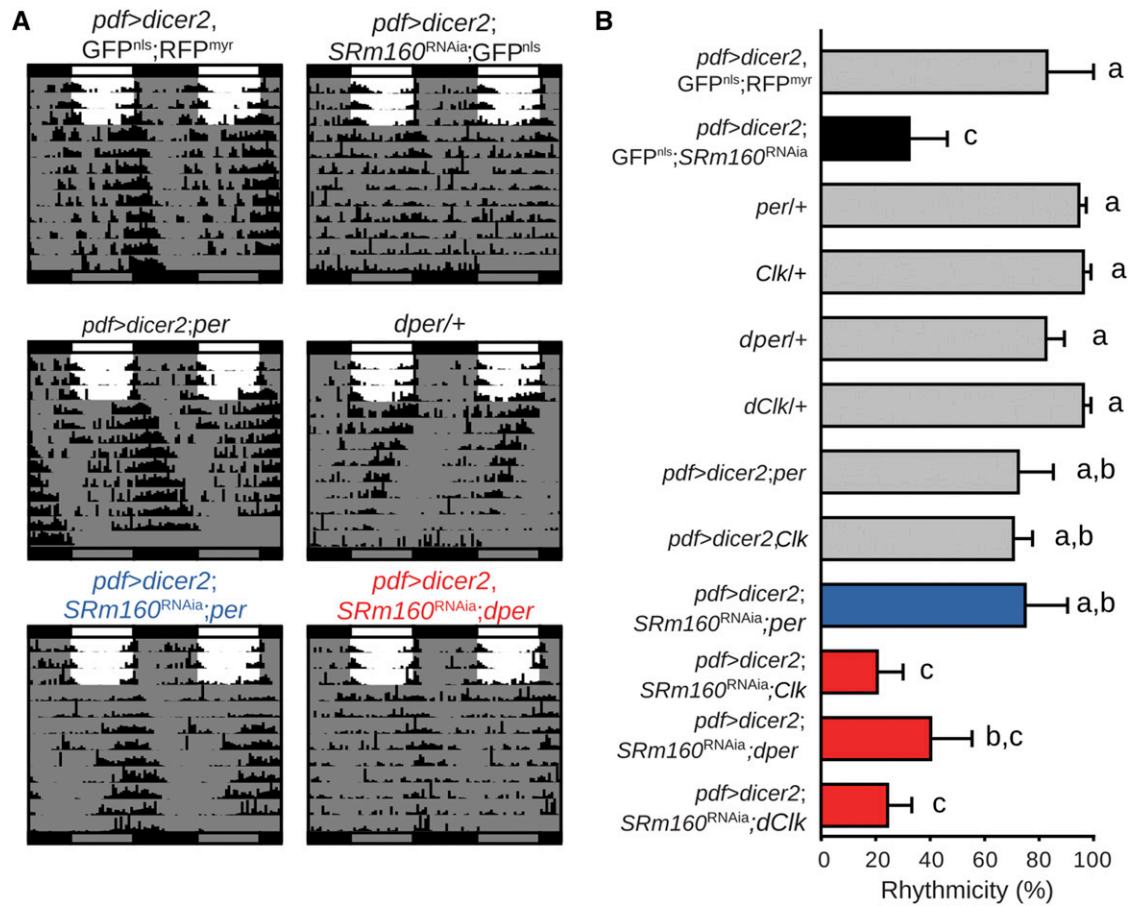 A
pdf>dicer2,
GFPnls;RFPmyr
pdf>dicer2;
SRm160RNAia;GFPnls
pdf>dicer2;per
dper/+
pdf>dicer2;
SRm160RNAia;per
pdf>dicer2,
SRm160RNAia;dper
B
pdf>dicer2,
GFPnls;RFPmyr
a
pdf>dicer2;
GFPnls;SRm160RNAia
c
per/+
a
Clk/+
a
dper/+
a
dClk/+
a
pdf>dicer2;per
a,b
pdf>dicer2,Clk
a,b
pdf>dicer2;
SRm160RNAia;per
a,b
pdf>dicer2;
SRm160RNAia;Clk
c
pdf>dicer2;
SRm160RNAia;dper
b,c
pdf>dicer2;
SRm160RNAia;dClk
c
0 20 40 60 80 100
Rhythmicity (%)